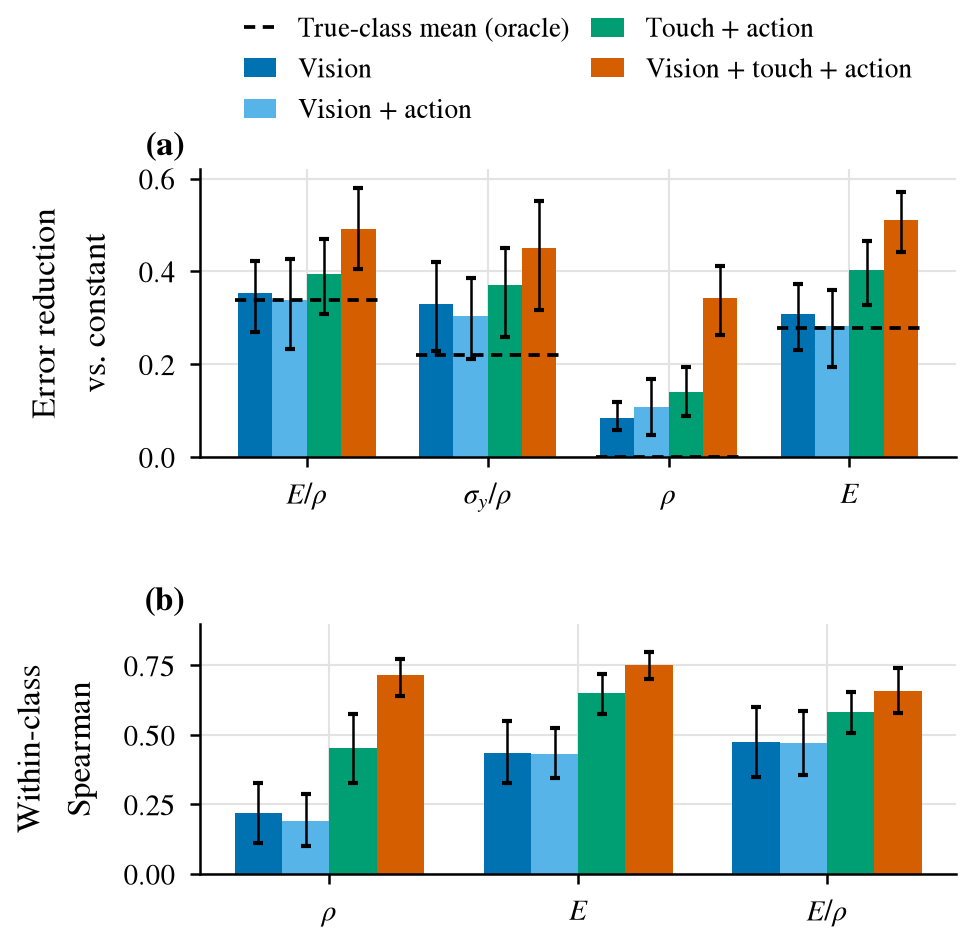 True-class mean (oracle)
Vision
Vision + action
Touch + action
Vision + touch + action
(a)
Error reduction
vs. constant
0.6
0.4
0.2
0.0
E/ρ
σ_y/ρ
ρ
E
(b)
Within-class
Spearman
0.75
0.50
0.25
0.00
ρ
E
E/ρ